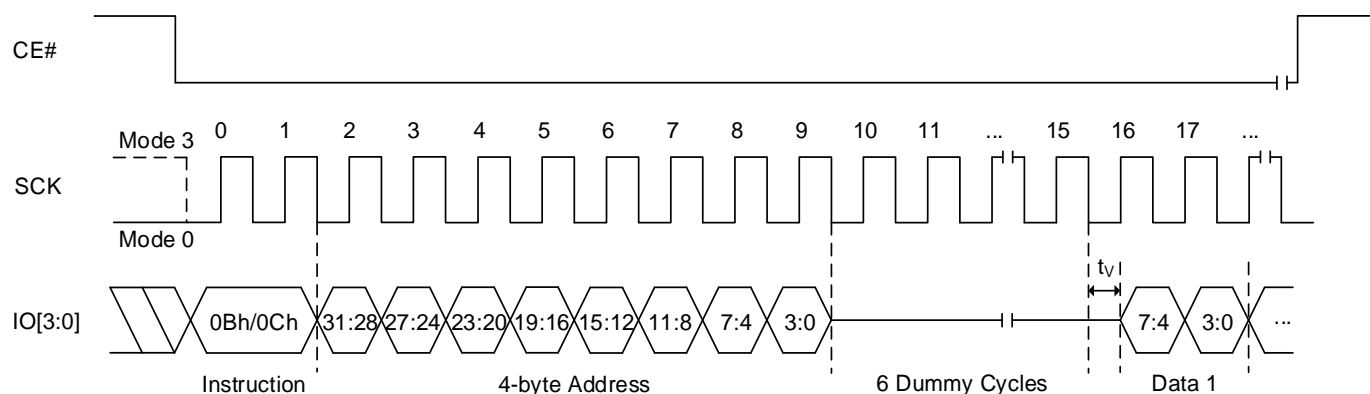 CE#
0 1 2 3 4 5 6 7 8 9 10 11 ... 15 16 17 ...
Mode 3
SCK
Mode 0
tV
IO[3:0] 0Bh/0Ch 31:28 27:24 23:20 19:16 15:12 11:8 7:4 3:0 7:4 3:0 ...
Instruction 4-byte Address 6 Dummy Cycles Data 1